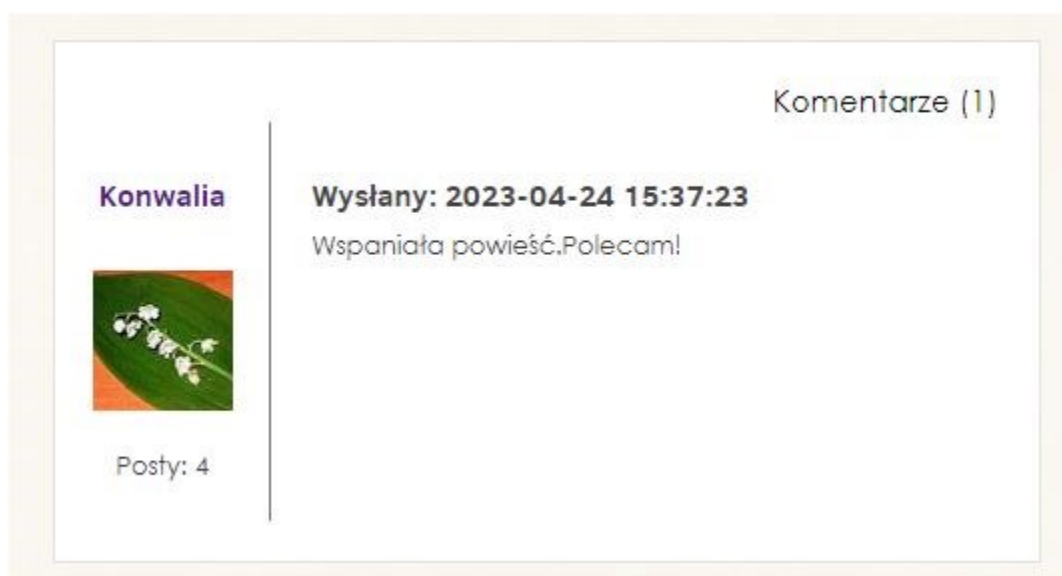 Komentarze (1)
Konwalia
Wysłany: 2023-04-24 15:37:23
Wspaniała powieść.Polecam!
Posty: 4